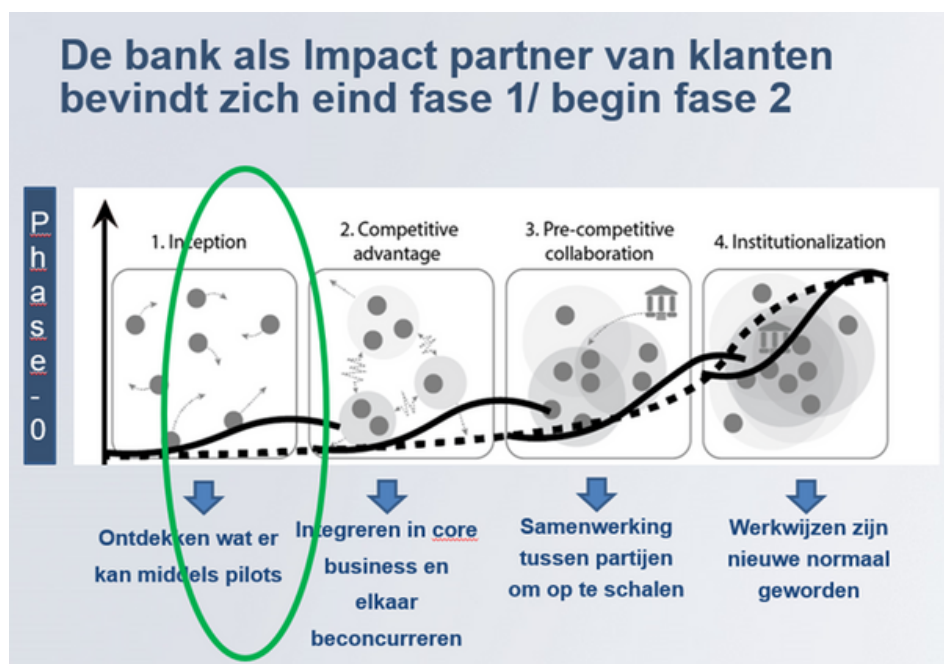 De bank als Impact partner van klanten
bevindt zich eind fase 1/ begin fase 2
Phase-0
1. Inception
2. Competitive
advantage
3. Pre-competitive
collaboration
4. Institutionalization
Ontdekken wat er
kan middels pilots
Integreren in core
business en
elkaar
beconcurreren
Samenwerking
tussen partijen
om op te schalen
Werkwijzen zijn
nieuwe normaal
geworden